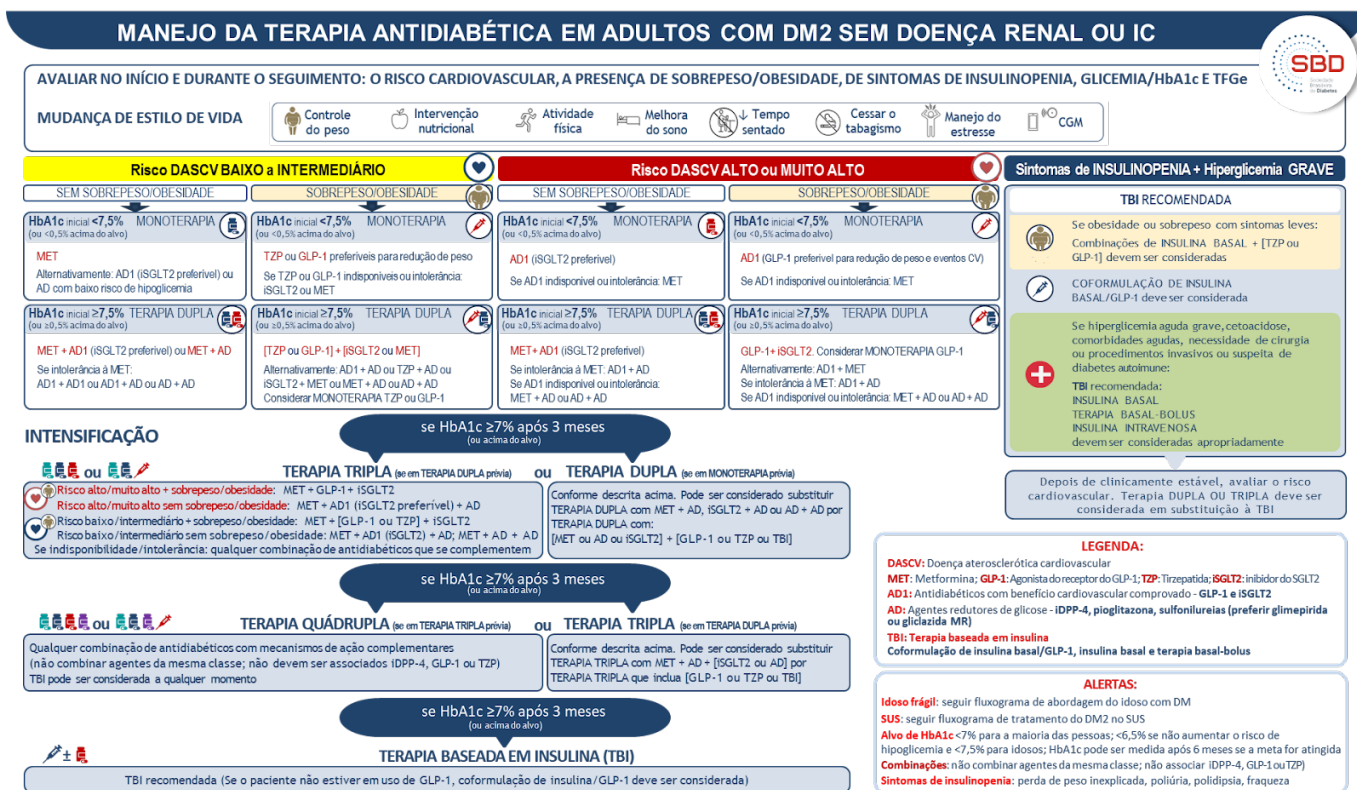 MANEJO DA TERAPIA ANTIDIABÉTICA EM ADULTOS COM DM2 SEM DOENÇA RENAL OU IC
SBD
Sociedade
Brasileira
de Diabetes
AVALIAR NO INÍCIO E DURANTE O SEGUIMENTO: O RISCO CARDIOVASCULAR, A PRESENÇA DE SOBREPESO/OBESIDADE, DE SINTOMAS DE INSULINOPENIA, GLICEMIA/HbA1c E TFGe
MUDANÇA DE ESTILO DE VIDA
Controle
do peso
Intervenção
nutricional
Atividade
física
Melhora
do sono
↓ Tempo
sentado
Cessar o
tabagismo
Manejo do
estresse
CGM
Risco DASCV BAIXO a INTERMEDIÁRIO
SEM SOBREPESO/OBESIDADE
HbA1c inicial <7,5% MONOTERAPIA
(ou <0,5% acima do alvo)
MET
Alternativamente: AD1 (iSGLT2 preferível) ou
AD com baixo risco de hipoglicemia
HbA1c inicial ≥7,5% TERAPIA DUPLA
(ou ≥0,5% acima do alvo)
MET + AD1 (iSGLT2 preferível) ou MET + AD
Se intolerância à MET:
AD1 + AD1 ou AD1 + AD ou AD + AD
SOBREPESO/OBESIDADE
HbA1c inicial <7,5% MONOTERAPIA
(ou <0,5% acima do alvo)
TZP ou GLP-1 preferíveis para redução de peso
Se TZP ou GLP-1 indisponíveis ou intolerância:
iSGLT2 ou MET
HbA1c inicial ≥7,5% TERAPIA DUPLA
(ou ≥0,5% acima do alvo)
[TZP ou GLP-1] + [iSGLT2 ou MET]
Alternativamente: AD1 + AD ou TZP + AD ou
iSGLT2 + MET ou MET + AD ou AD + AD
Considerar MONOTERAPIA TZP ou GLP-1
Risco DASCV ALTO ou MUITO ALTO
SEM SOBREPESO/OBESIDADE
HbA1c inicial <7,5% MONOTERAPIA
(ou <0,5% acima do alvo)
AD1 (iSGLT2 preferível)
Se AD1 indisponível ou intolerância: MET
HbA1c inicial ≥7,5% TERAPIA DUPLA
(ou ≥0,5% acima do alvo)
MET+ AD1 (iSGLT2 preferível)
Se intolerância à MET: AD1 + AD
Se AD1 indisponível ou intolerância:
MET + AD ou AD + AD
SOBREPESO/OBESIDADE
HbA1c inicial <7,5% MONOTERAPIA
(ou <0,5% acima do alvo)
AD1 (GLP-1 preferível para redução de peso e eventos CV)
Se AD1 indisponível ou intolerância: MET
HbA1c inicial ≥7,5% TERAPIA DUPLA
(ou ≥0,5% acima do alvo)
GLP-1+ iSGLT2. Considerar MONOTERAPIA GLP-1
Alternativamente: AD1 + MET
Se intolerância à MET: AD1 + AD
Se AD1 indisponível ou intolerância: MET + AD ou AD + AD
Sintomas de INSULINOPENIA + Hiperglicemia GRAVE
TBI RECOMENDADA
Se obesidade ou sobrepeso com sintomas leves:
Combinações de INSULINA BASAL + [TZP ou
GLP-1] devem ser consideradas
COFORMULAÇÃO DE INSULINA
BASAL/GLP-1 deve ser considerada
Se hiperglicemia aguda grave, cetoacidose,
comorbidades agudas, necessidade de cirurgia
ou procedimentos invasivos ou suspeita de
diabetes autoimune:
TBI recomendada:
INSULINA BASAL
TERAPIA BASAL-BOLUS
INSULINA INTRAVENOSA
devem ser consideradas apropriadamente
Depois de clinicamente estável, avaliar o risco
cardiovascular. Terapia DUPLA OU TRIPLA deve ser
considerada em substituição à TBI
INTENSIFICAÇÃO
se HbA1c ≥7% após 3 meses
(ou acima do alvo)
ou
TERAPIA TRIPLA (se em TERAPIA DUPLA prévia)
ou TERAPIA DUPLA (se em MONOTERAPIA prévia)
Risco alto/muito alto + sobrepeso/obesidade: MET + GLP-1 + iSGLT2
Risco alto/muito alto sem sobrepeso/obesidade: MET + AD1 (iSGLT2 preferível) + AD
Risco baixo/intermediário + sobrepeso/obesidade: MET + [GLP-1 ou TZP] + iSGLT2
Risco baixo/intermediário sem sobrepeso/obesidade: MET + AD1 (iSGLT2) + AD; MET + AD + AD
Se indisponibilidade/intolerância: qualquer combinação de antidiabéticos que se complementem
Conforme descrita acima. Pode ser considerado substituir
TERAPIA DUPLA com MET + AD, iSGLT2 + AD ou AD + AD por
TERAPIA DUPLA com:
[MET ou AD ou iSGLT2] + [GLP-1 ou TZP ou TBI]
se HbA1c ≥7% após 3 meses
(ou acima do alvo)
ou
TERAPIA QUÁDRUPLA (se em TERAPIA TRIPLA prévia)
ou TERAPIA TRIPLA (se em TERAPIA DUPLA prévia)
Qualquer combinação de antidiabéticos com mecanismos de ação complementares
(não combinar agentes da mesma classe; não devem ser associados iDPP-4, GLP-1 ou TZP)
TBI pode ser considerada a qualquer momento
Conforme descrita acima. Pode ser considerado substituir
TERAPIA TRIPLA com MET + AD + [iSGLT2 ou AD] por
TERAPIA TRIPLA que inclua [GLP-1 ou TZP ou TBI]
se HbA1c ≥7% após 3 meses
(ou acima do alvo)
±
TERAPIA BASEADA EM INSULINA (TBI)
TBI recomendada (Se o paciente não estiver em uso de GLP-1, coformulação de insulina/GLP-1 deve ser considerada)
LEGENDA:
DASCV: Doença aterosclerótica cardiovascular
MET: Metformina; GLP-1: Agonista do receptor do GLP-1; TZP: Tirzepatida; iSGLT2: inibidor do SGLT2
AD1: Antidiabéticos com benefício cardiovascular comprovado - GLP-1 e iSGLT2
AD: Agentes redutores de glicose - iDPP-4, pioglitazona, sulfonilureias (preferir glimepirida
ou gliclazida MR)
TBI: Terapia baseada em insulina
Coformulação de insulina basal/GLP-1, insulina basal e terapia basal-bolus
ALERTAS:
Idoso frágil: seguir fluxograma de abordagem do idoso com DM
SUS: seguir fluxograma de tratamento do DM2 no SUS
Alvo de HbA1c <7% para a maioria das pessoas; <6,5% se não aumentar o risco de
hipoglicemia e <7,5% para idosos; HbA1c pode ser medida após 6 meses se a meta for atingida
Combinações: não combinar agentes da mesma classe; não associar iDPP-4, GLP-1 ou TZP)
Sintomas de insulinopenia: perda de peso inexplicada, poliúria, polidipsia, fraqueza